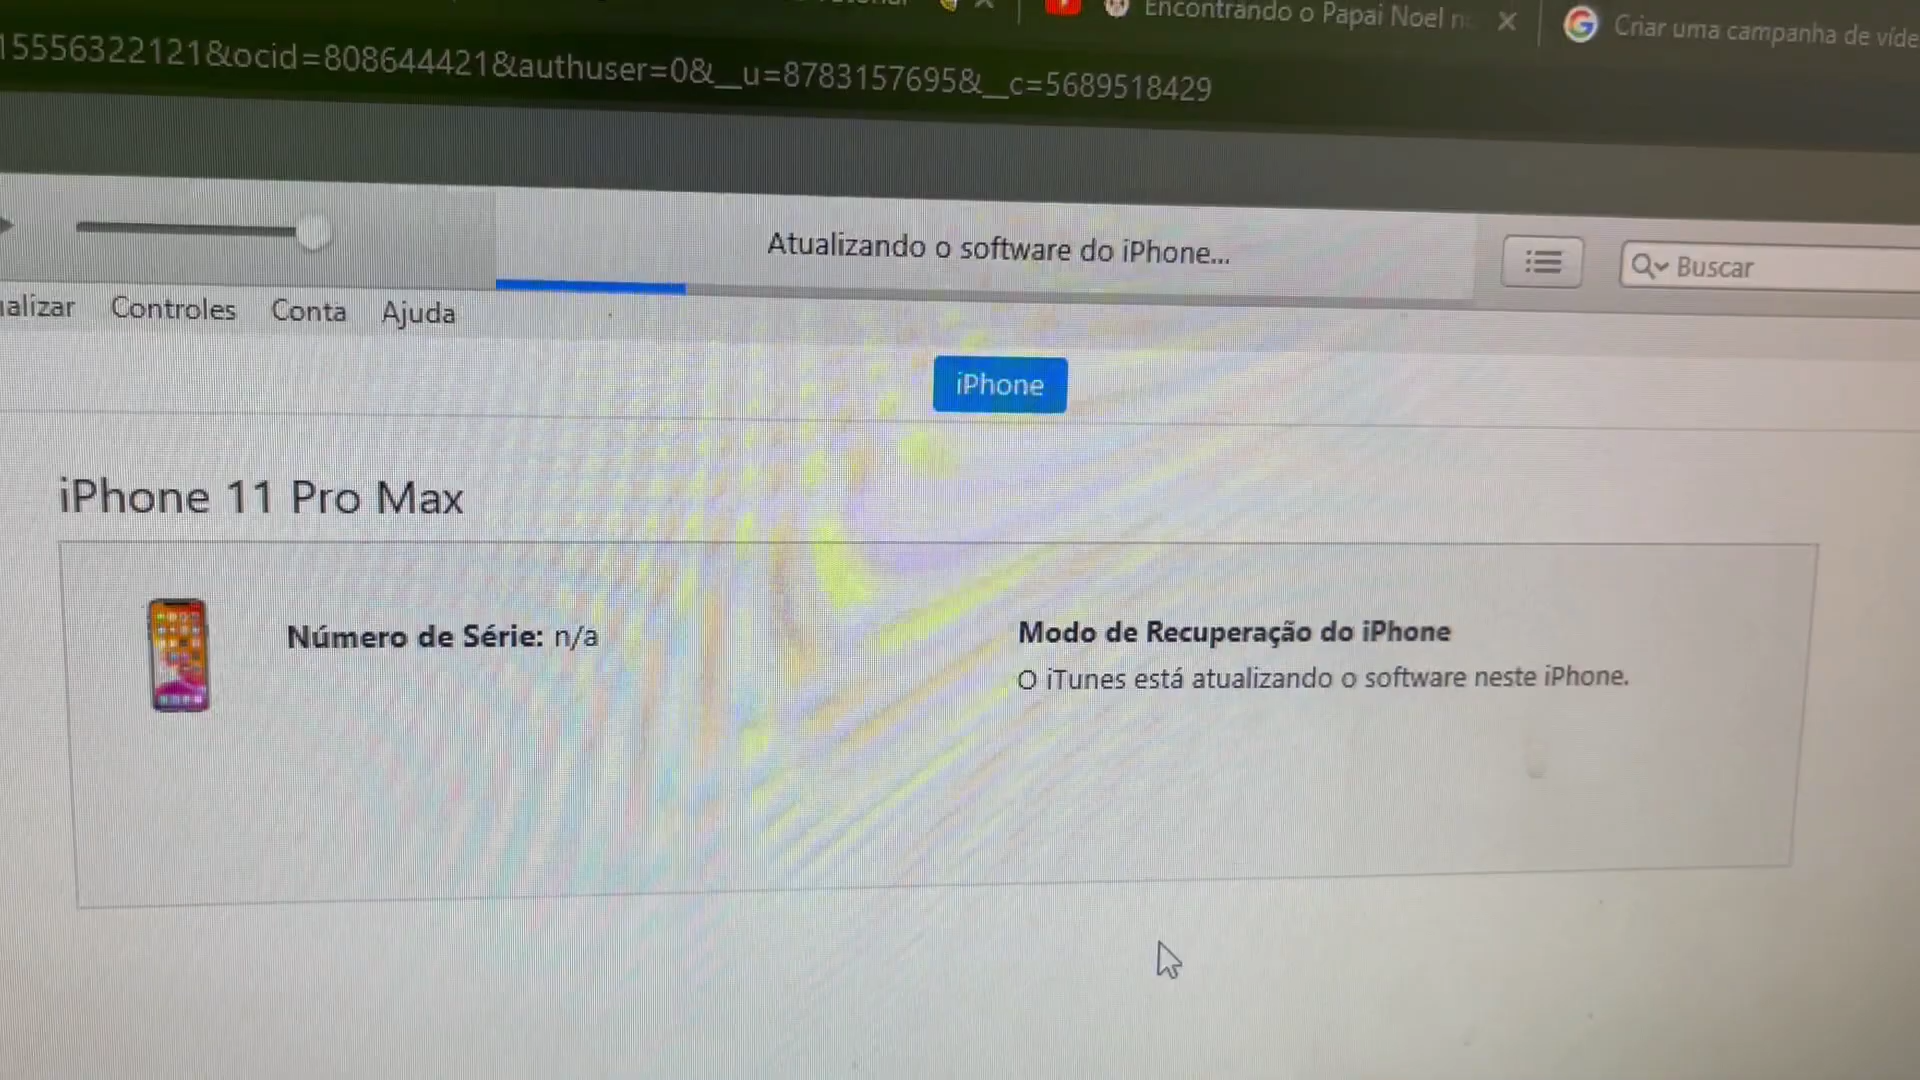 Encontrando o Papai Noel
Criar uma campanha de víde
15556322121&ocid=808644421&authuser=0&__u=8783157695&__c=5689518429
Atualizando o software do iPhone...
Buscar
ualizar Controles Conta Ajuda
iPhone
iPhone 11 Pro Max
Número de Série: n/a
Modo de Recuperação do iPhone
O iTunes está atualizando o software neste iPhone.